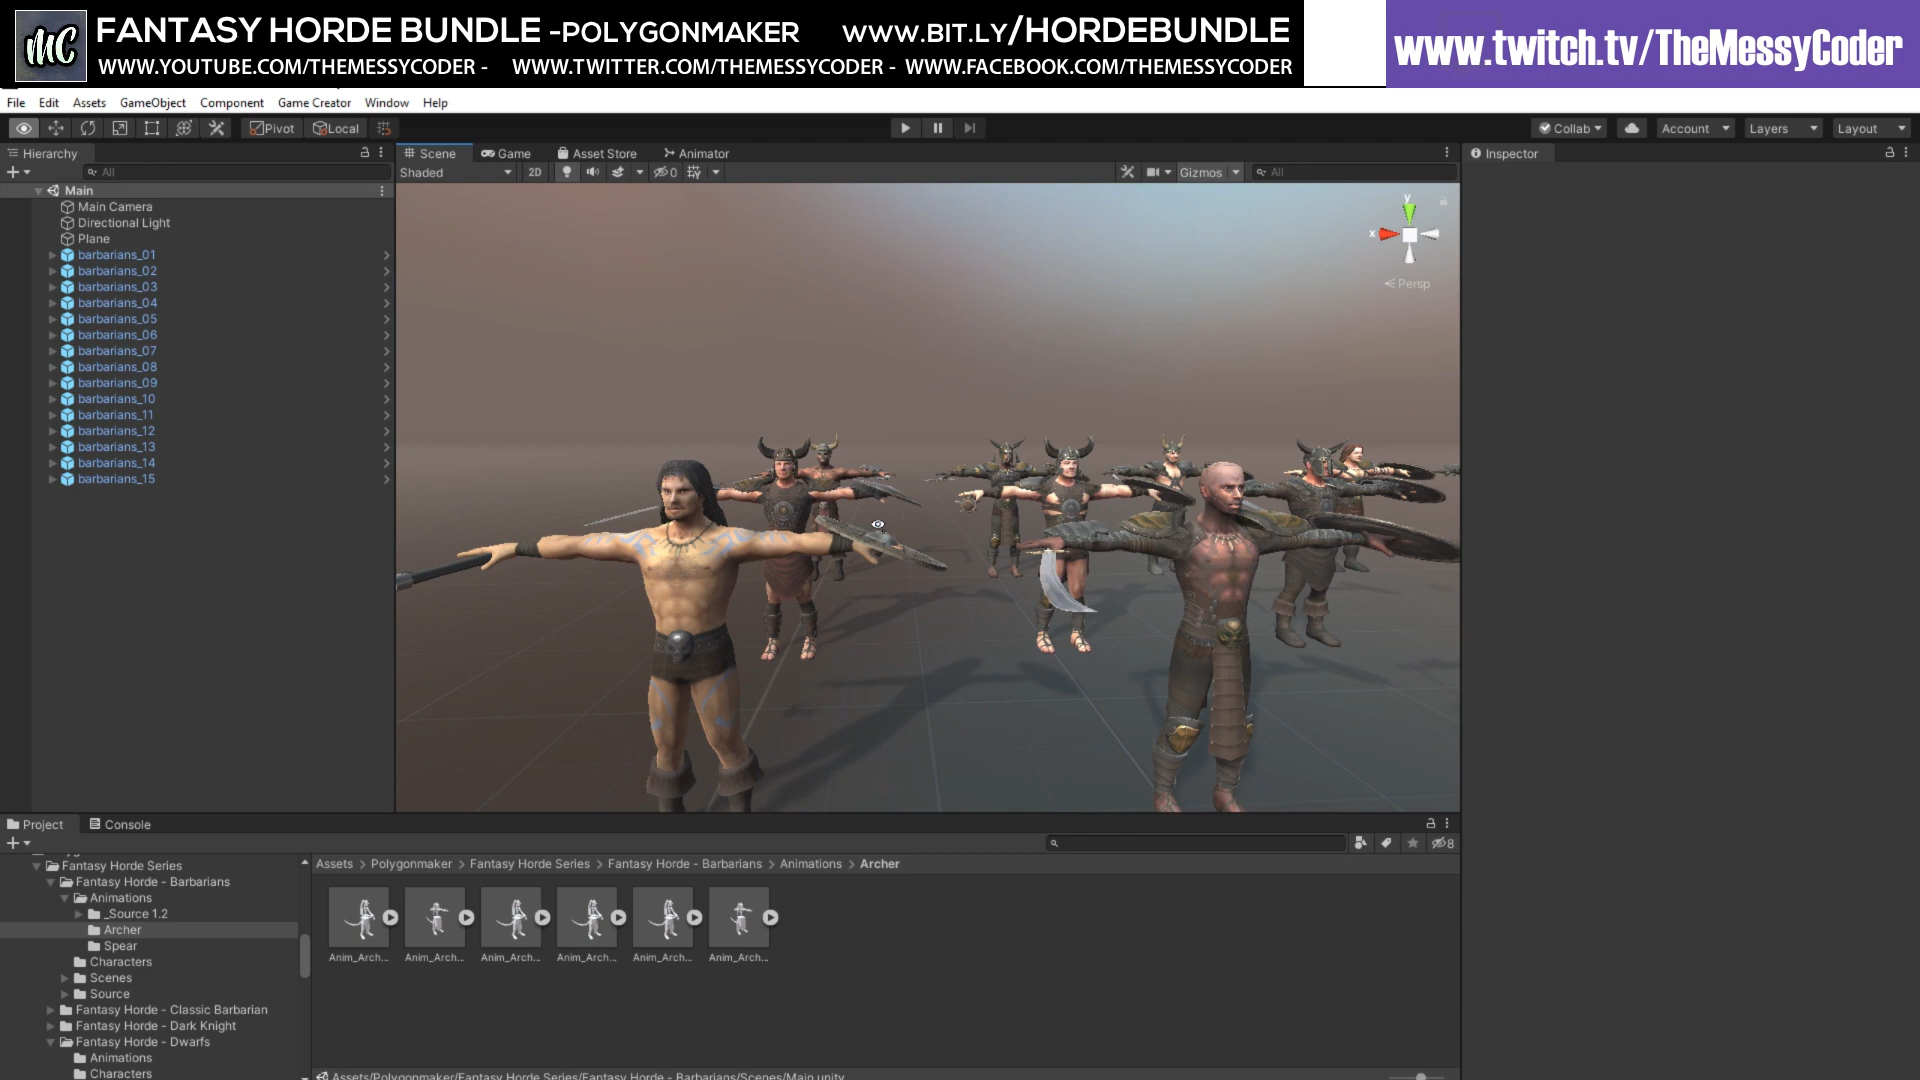 MC
FANTASY HORDE BUNDLE -POLYGONMAKER WWW.BIT.LY/HORDEBUNDLE
WWW.YOUTUBE.COM/THEMESSYCODER - WWW.TWITTER.COM/THEMESSYCODER - WWW.FACEBOOK.COM/THEMESSYCODER
www.twitch.tv/TheMessyCoder
File Edit Assets GameObject Component Game Creator Window Help
Pivot Local Collab Account Layers Layout
Hierarchy Scene Game Asset Store Animator Inspector
All Shaded 2D 0 Gizmos All
Main
Main Camera
Directional Light
Plane
barbarians_01
barbarians_02
barbarians_03
barbarians_04
barbarians_05
barbarians_06
barbarians_07
barbarians_08
barbarians_09
barbarians_10
barbarians_11
barbarians_12
barbarians_13
barbarians_14
barbarians_15
y
x
Persp
Project Console
8
Fantasy Horde Series
Fantasy Horde - Barbarians
Animations
_Source 1.2
Archer
Spear
Characters
Scenes
Source
Fantasy Horde - Classic Barbarian
Fantasy Horde - Dark Knight
Fantasy Horde - Dwarfs
Animations
Characters
Assets > Polygonmaker > Fantasy Horde Series > Fantasy Horde - Barbarians > Animations > Archer
Anim_Arch... Anim_Arch... Anim_Arch... Anim_Arch... Anim_Arch... Anim_Arch...
Assets/Polygonmaker/Fantasy Horde Series/Fantasy Horde - Barbarians/Scenes/Main.unity